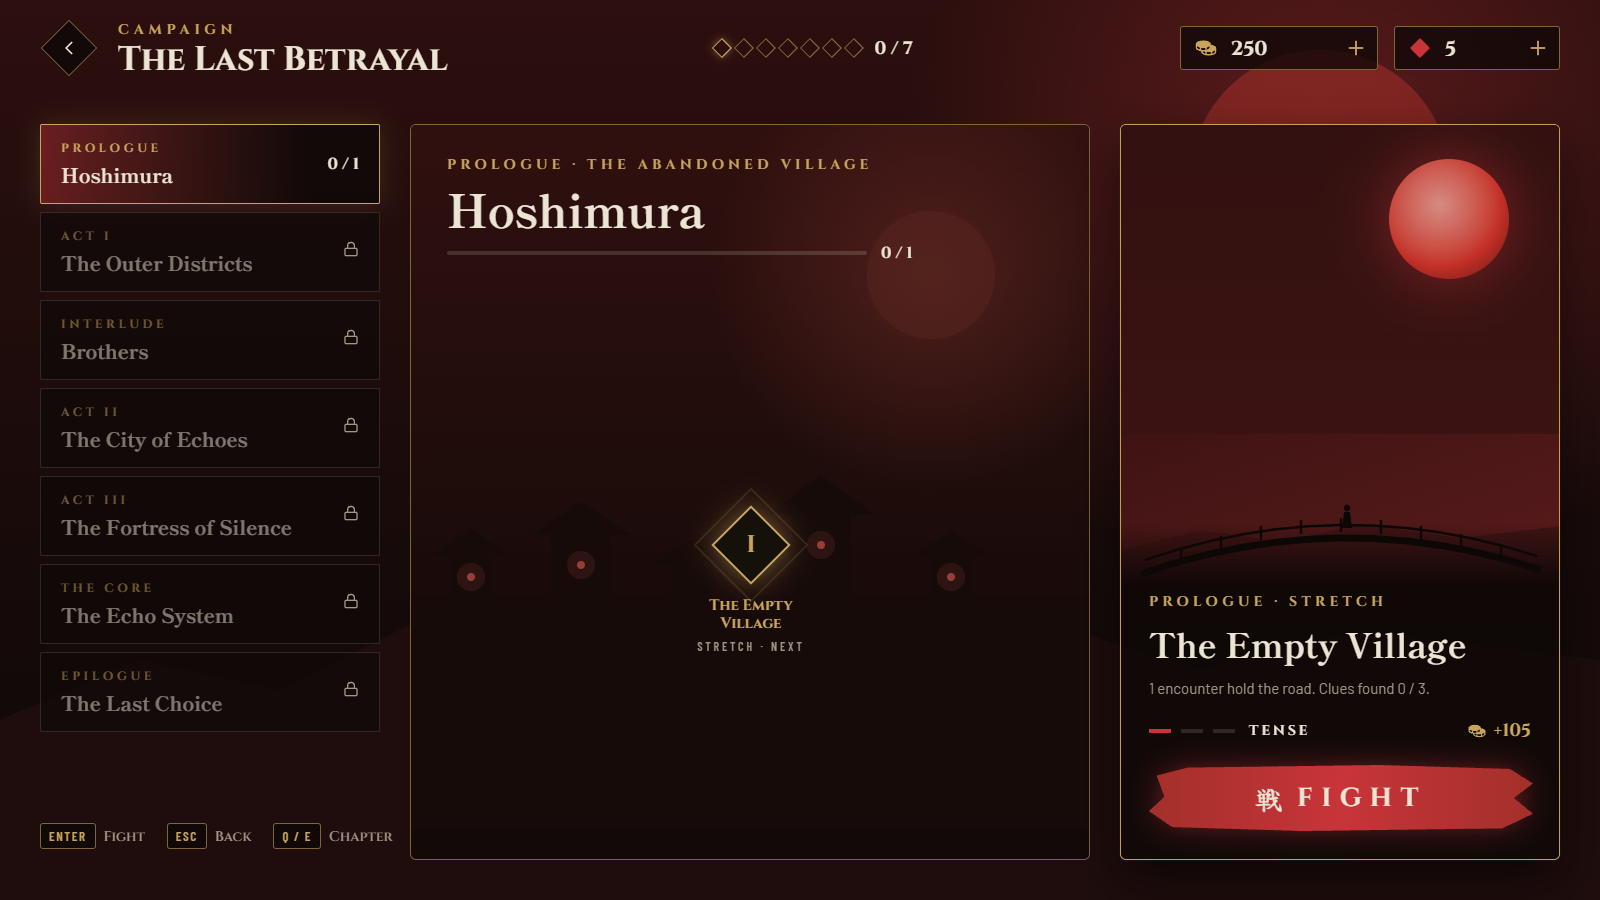 CAMPAIGN
THE LAST BETRAYAL
0 / 7
250
5
PROLOGUE
Hoshimura
0 / 1
ACT I
The Outer Districts
INTERLUDE
Brothers
ACT II
The City of Echoes
ACT III
The Fortress of Silence
THE CORE
The Echo System
EPILOGUE
The Last Choice
ENTER FIGHT ESC BACK Q / E CHAPTER
PROLOGUE · THE ABANDONED VILLAGE
Hoshimura
0 / 1
I
THE EMPTY
VILLAGE
STRETCH · NEXT
PROLOGUE · STRETCH
The Empty Village
1 encounter hold the road. Clues found 0 / 3.
TENSE
+105
戦 FIGHT